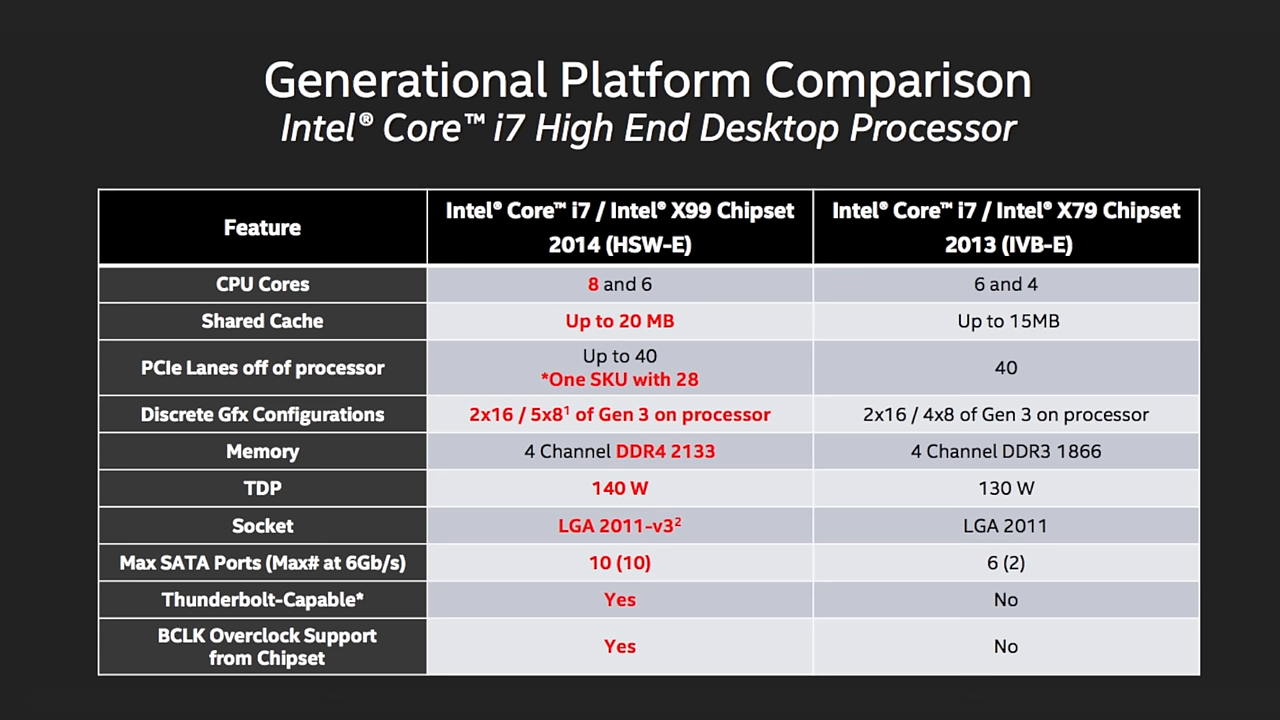 Generational Platform Comparison
Intel® Core™ i7 High End Desktop Processor
Feature
Intel® Core™ i7 / Intel® X99 Chipset
2014 (HSW-E)
Intel® Core™ i7 / Intel® X79 Chipset
2013 (IVB-E)
CPU Cores
8 and 6
6 and 4
Shared Cache
Up to 20 MB
Up to 15MB
PCIe Lanes off of processor
Up to 40
*One SKU with 28
40
Discrete Gfx Configurations
2x16 / 5x8¹ of Gen 3 on processor
2x16 / 4x8 of Gen 3 on processor
Memory
4 Channel DDR4 2133
4 Channel DDR3 1866
TDP
140 W
130 W
Socket
LGA 2011-v3²
LGA 2011
Max SATA Ports (Max# at 6Gb/s)
10 (10)
6 (2)
Thunderbolt-Capable*
Yes
No
BCLK Overclock Support
from Chipset
Yes
No